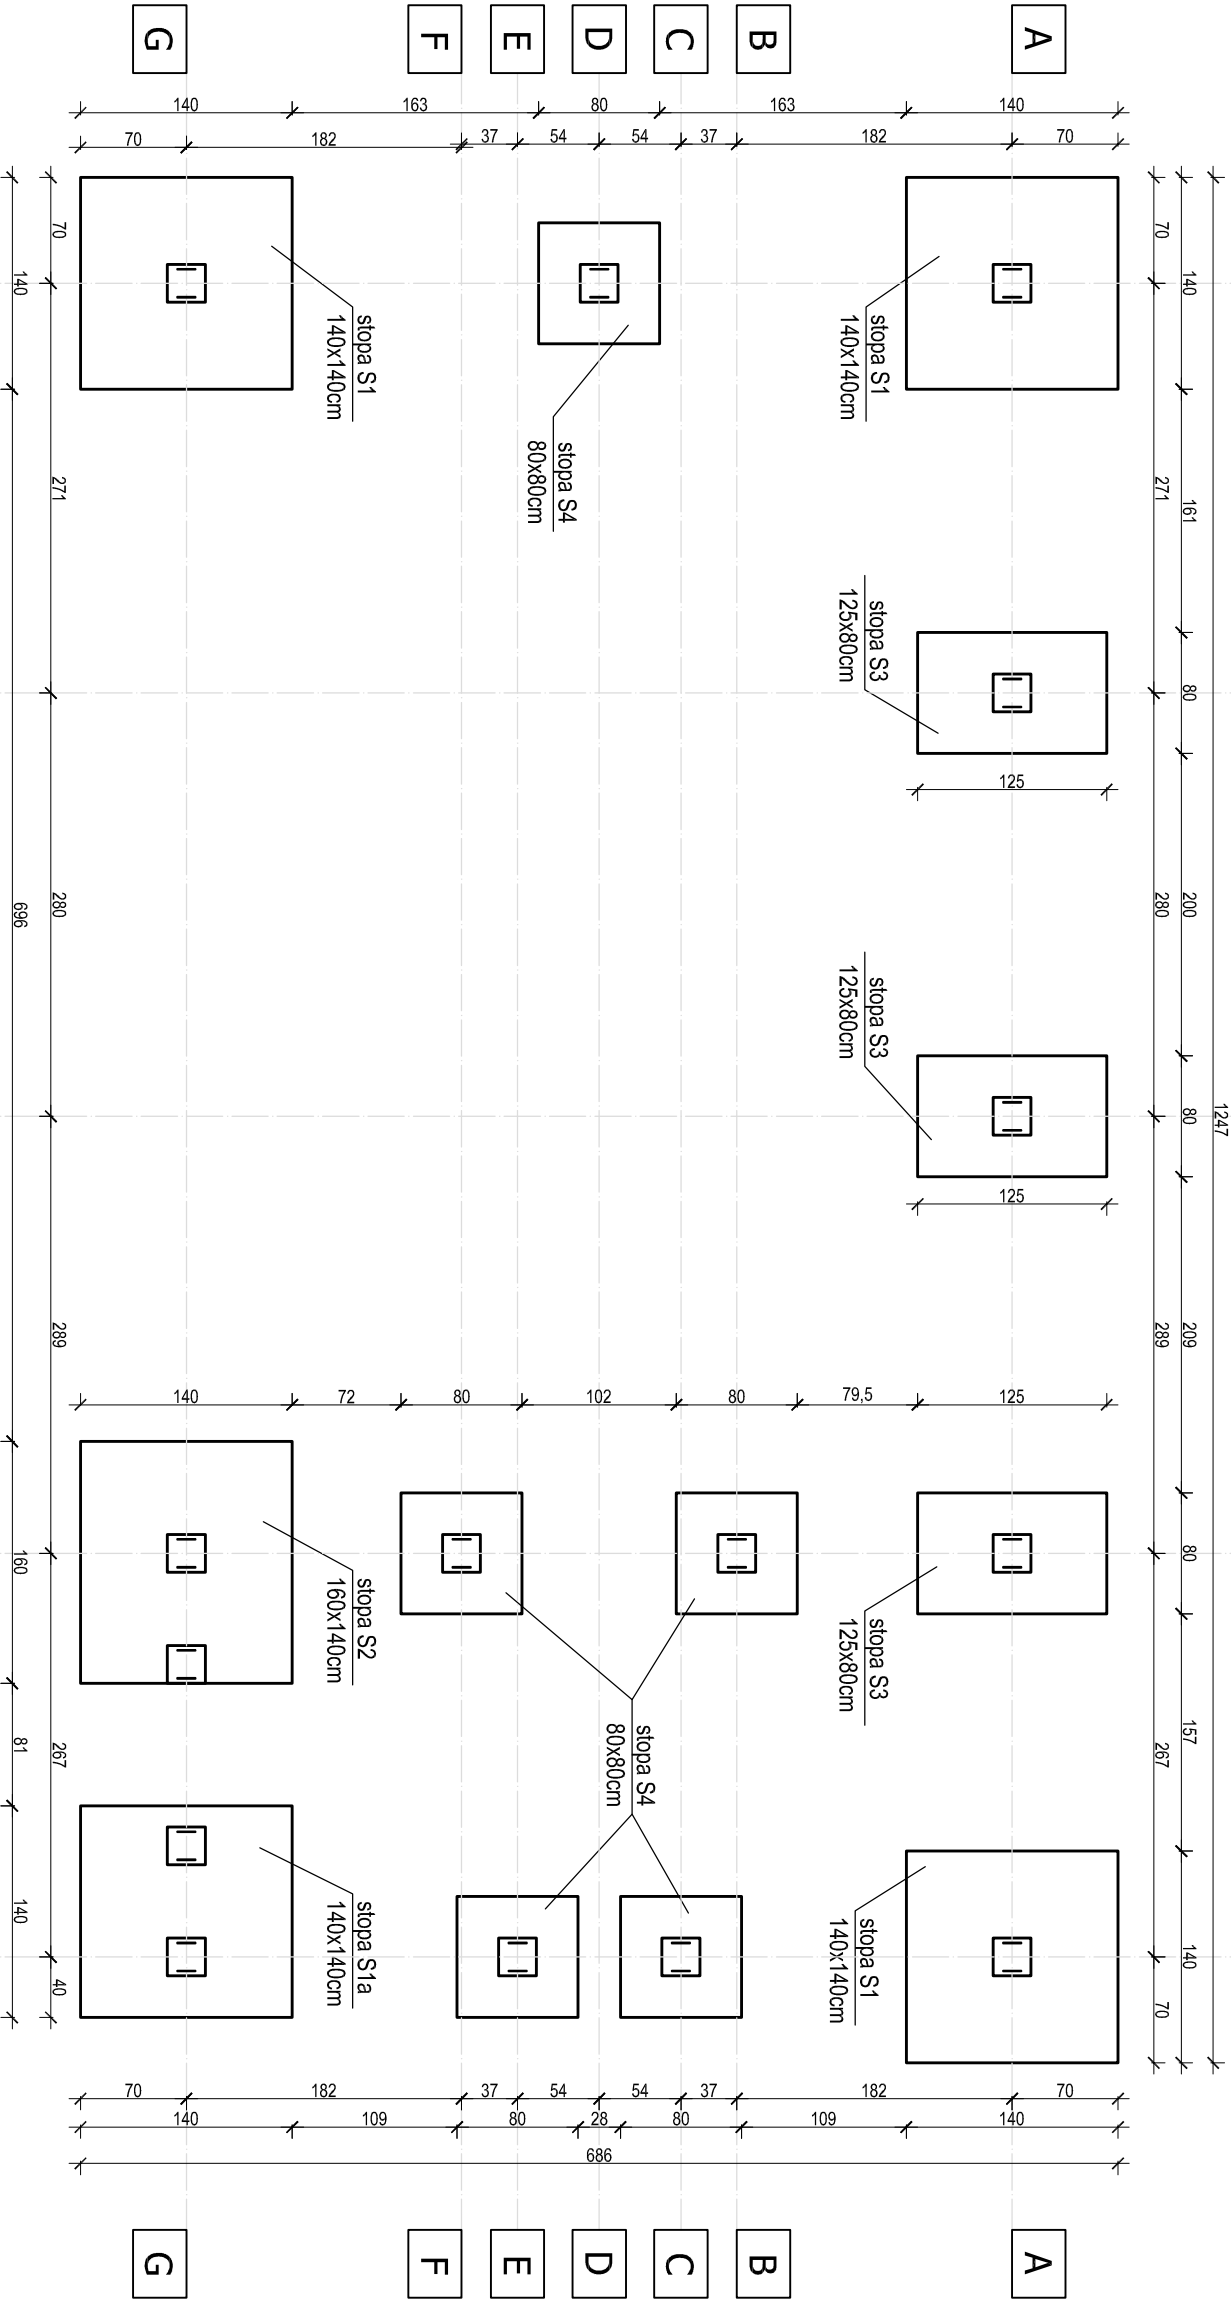 G
F
E
D
C
B
A
140
163
80
163
140
70
182
37
54
54
37
182
70
70
140
70
140
stopa S1
140x140cm
stopa S4
80x80cm
stopa S1
140x140cm
271
271
161
stopa S3
125x80cm
80
125
280
696
280
200
stopa S3
125x80cm
80
1247
125
289
289
209
140
72
80
102
80
79,5
125
160
stopa S2
160x140cm
stopa S3
125x80cm
80
81
267
stopa S4
80x80cm
267
157
140
40
stopa S1a
140x140cm
stopa S1
140x140cm
140
70
70
182
37
54
54
37
182
70
140
109
80
28
80
109
140
686
G
F
E
D
C
B
A